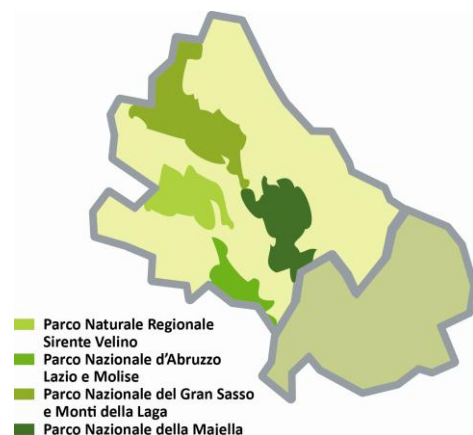 Parco Naturale Regionale
Sirente Velino
Parco Nazionale d'Abruzzo
Lazio e Molise
Parco Nazionale del Gran Sasso
e Monti della Laga
Parco Nazionale della Majella